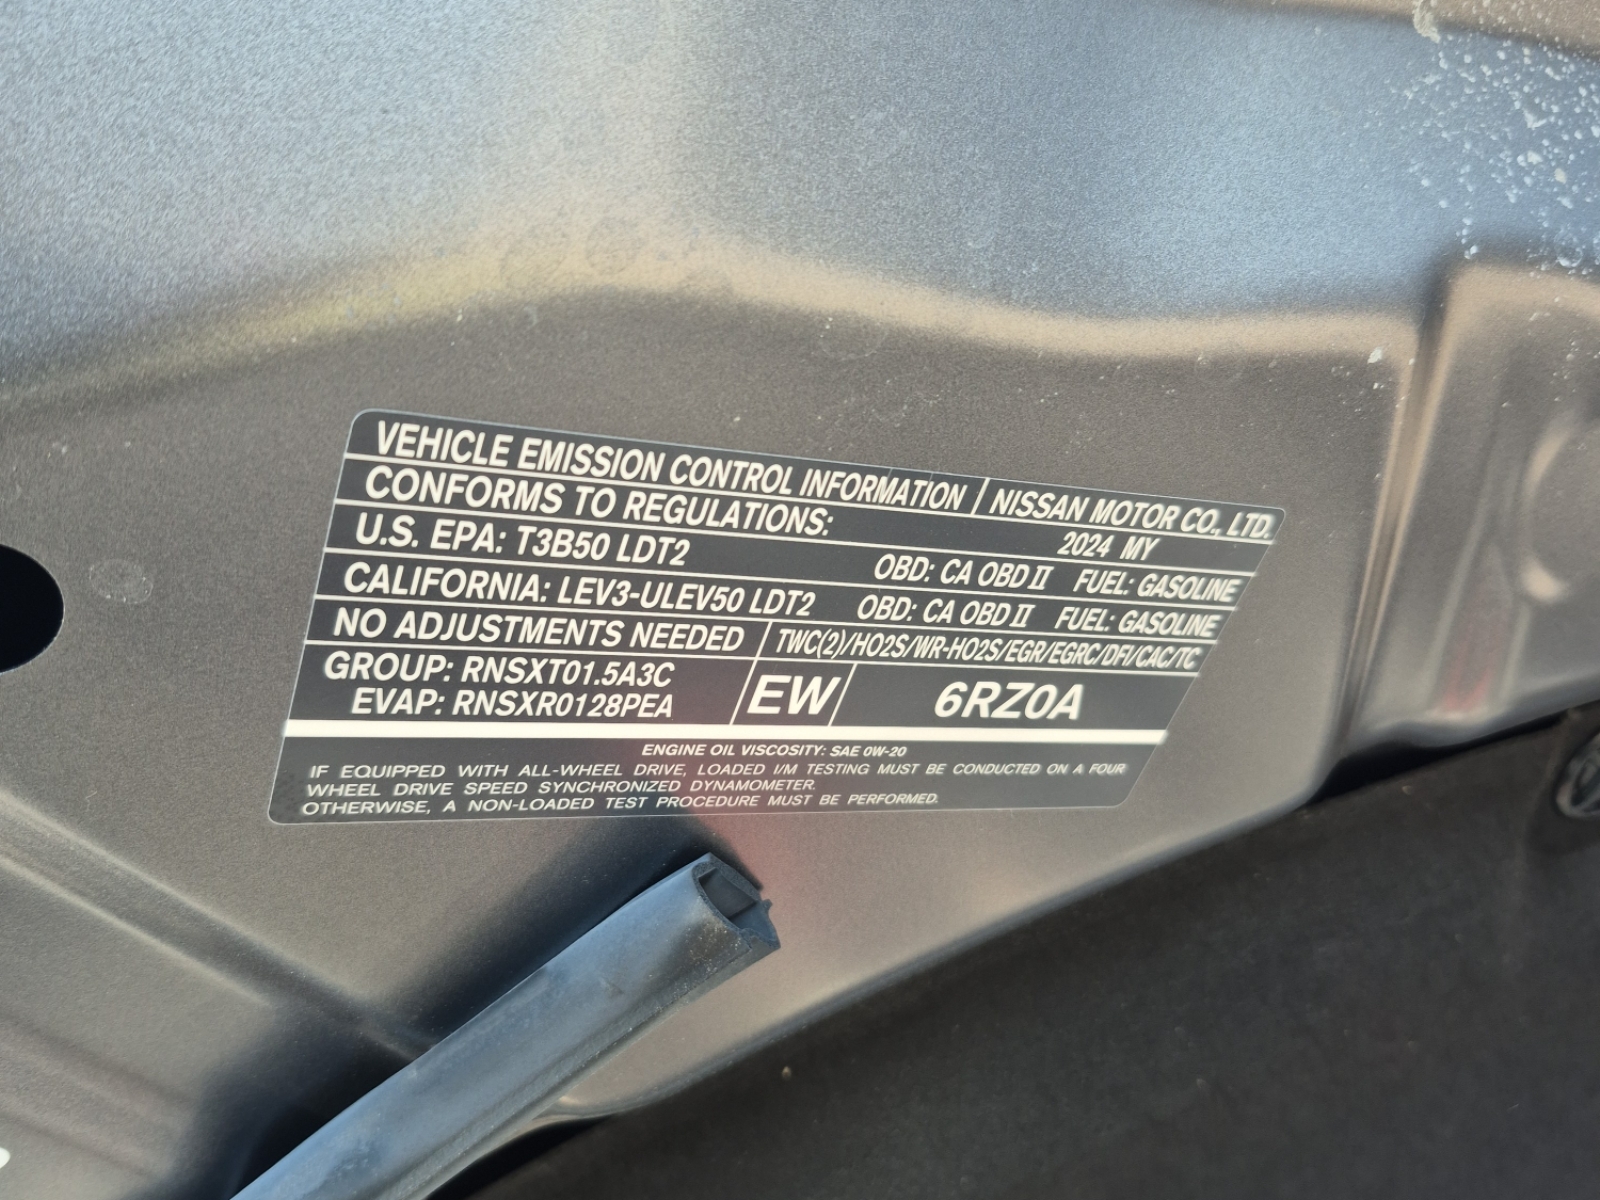 VEHICLE EMISSION CONTROL INFORMATION NISSAN MOTOR CO., LTD.
CONFORMS TO REGULATIONS: 2024 MY
U.S. EPA: T3B50 LDT2 OBD: CA OBD II FUEL: GASOLINE
CALIFORNIA: LEV3-ULEV50 LDT2 OBD: CA OBD II FUEL: GASOLINE
NO ADJUSTMENTS NEEDED TWC(2)/HO2S/WR-HO2S/EGR/EGRC/DFI/CAC/TC
GROUP: RNSXT01.5A3C
EVAP: RNSXR0128PEA
EW 6RZ0A
ENGINE OIL VISCOSITY: SAE 0W-20
IF EQUIPPED WITH ALL-WHEEL DRIVE, LOADED I/M TESTING MUST BE CONDUCTED ON A FOUR
WHEEL DRIVE SPEED SYNCHRONIZED DYNAMOMETER.
OTHERWISE, A NON-LOADED TEST PROCEDURE MUST BE PERFORMED.